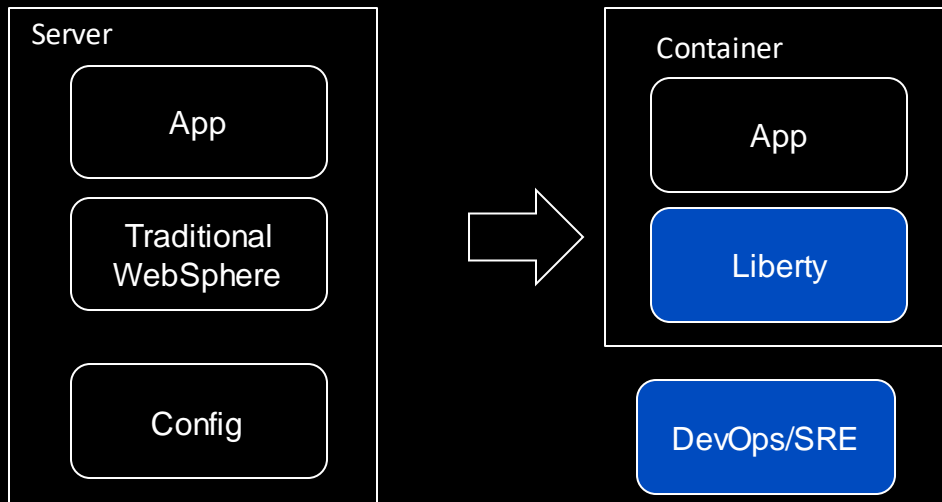 Server
App
Traditional
WebSphere
Config
Container
App
Liberty
DevOps/SRE